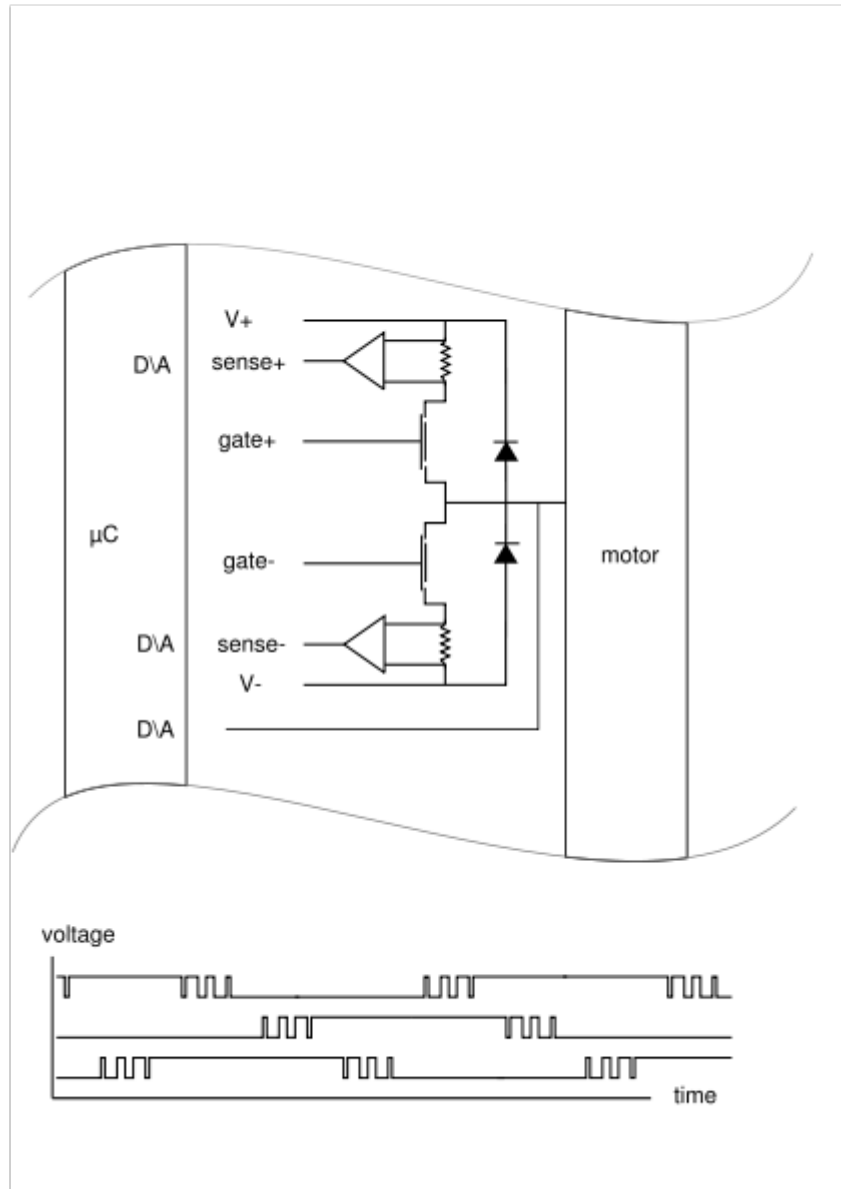 V+
D\A
sense+
gate+
µC
gate-
motor
D\A
sense-
V-
D\A
voltage
time